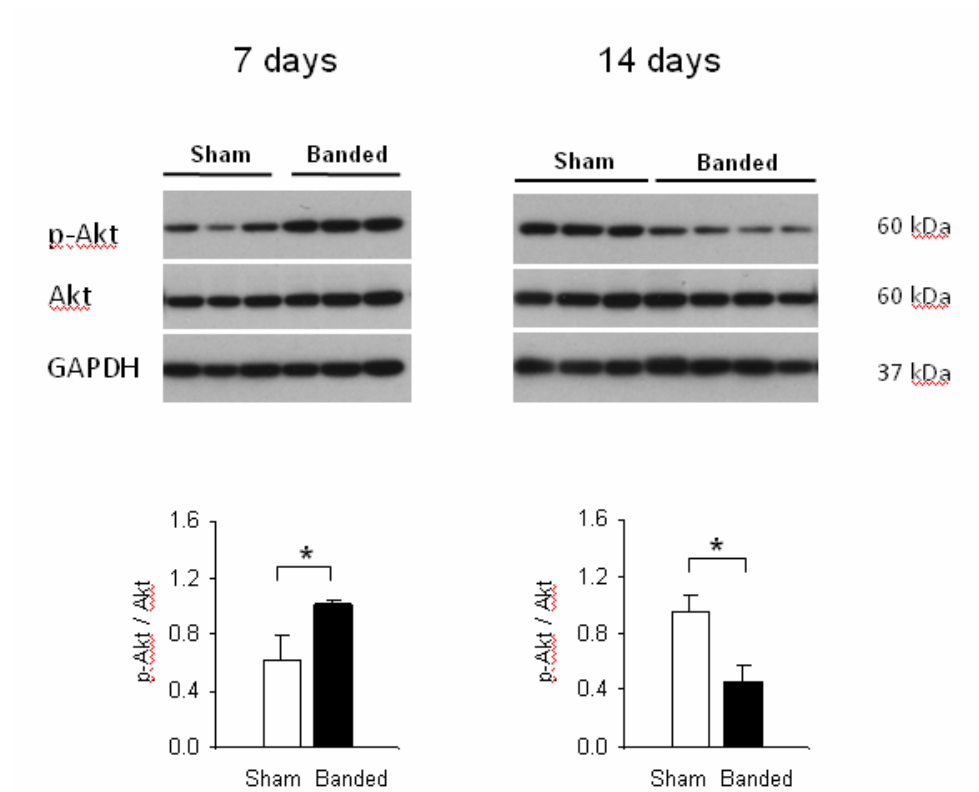 7 days 14 days
Sham Banded Sham Banded
p-Akt 60 kDa
Akt 60 kDa
GAPDH 37 kDa
p-Akt / Akt
1.6
*
1.2
0.8
0.4
0.0
Sham Banded
p-Akt / Akt
1.6
*
1.2
0.8
0.4
0.0
Sham Banded